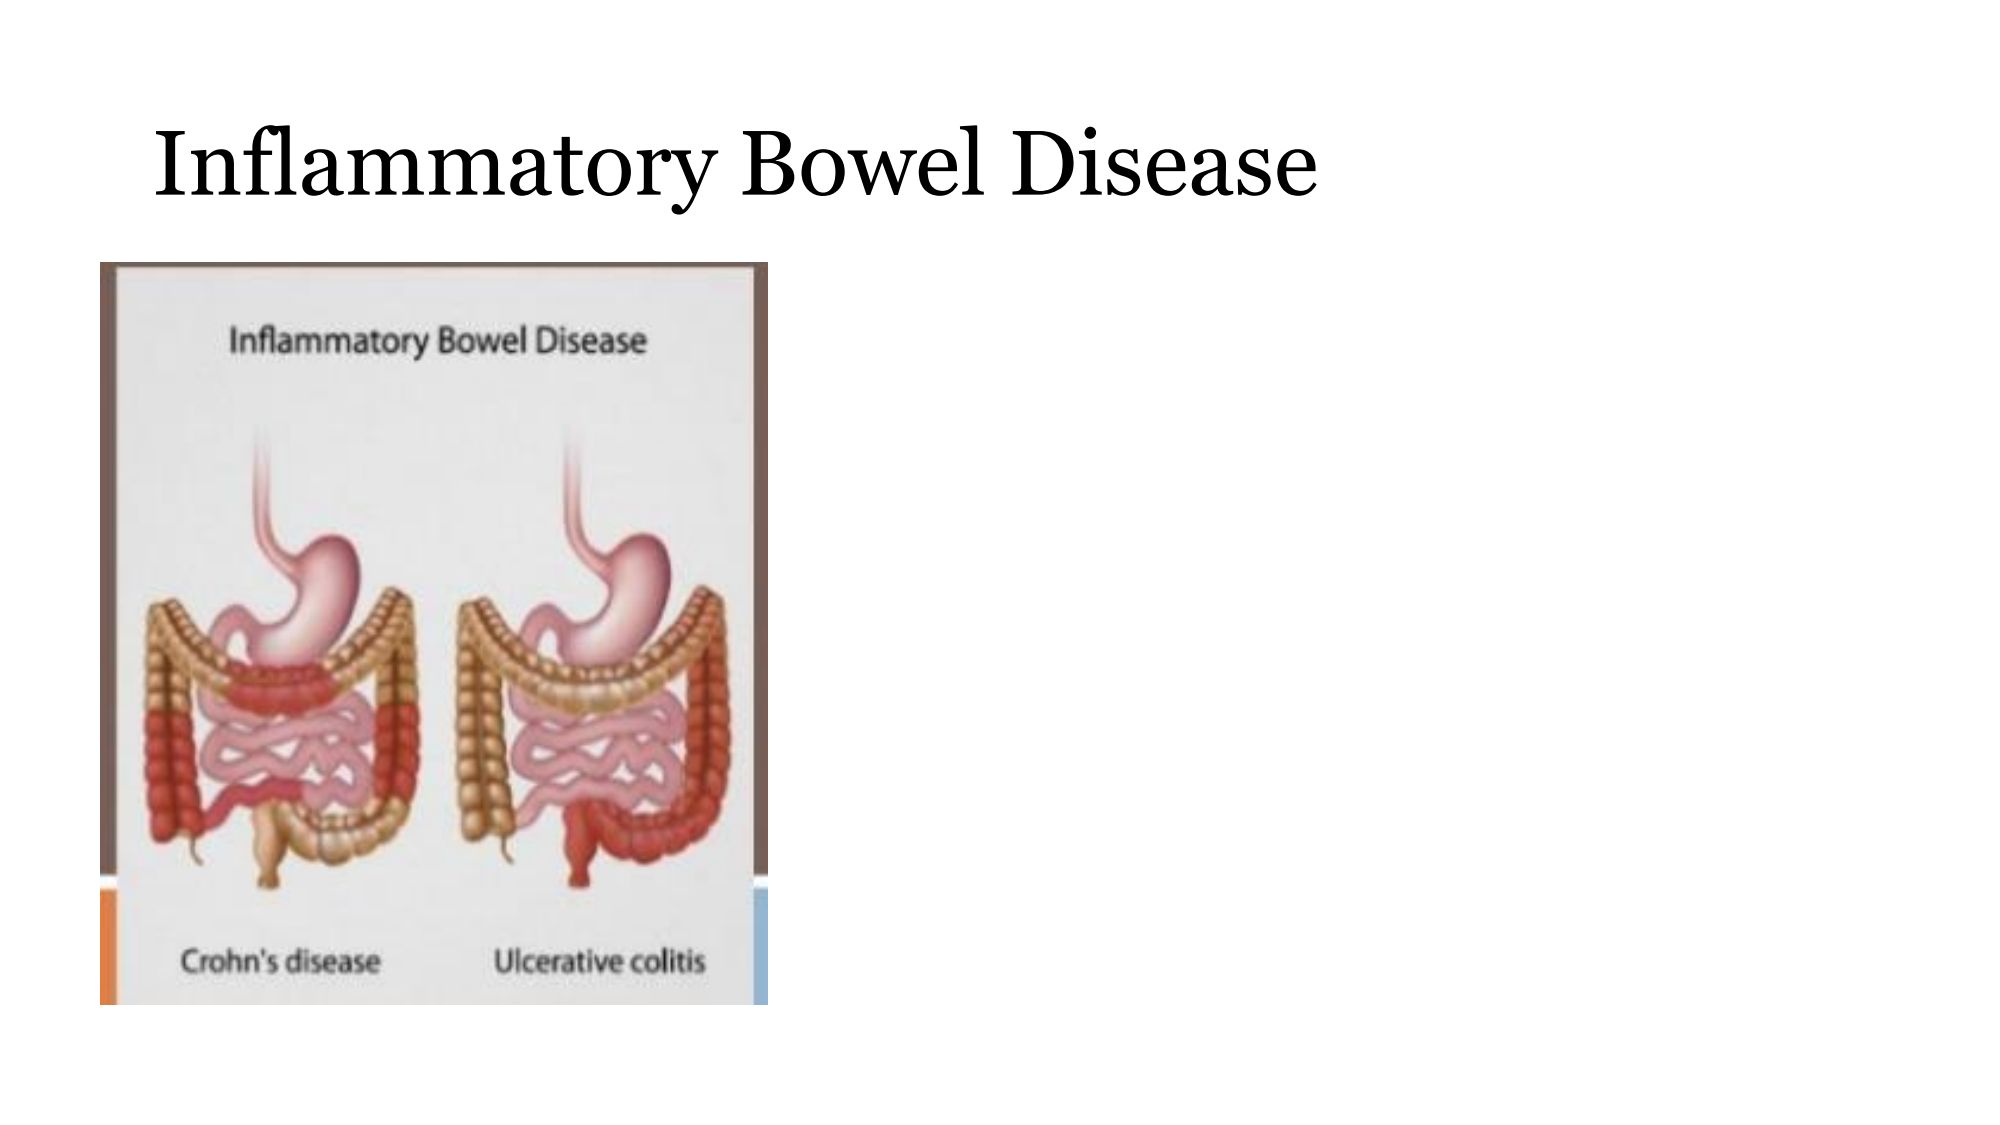 Inflammatory Bowel Disease
Inflammatory Bowel Disease
Crohn's disease
Ulcerative colitis